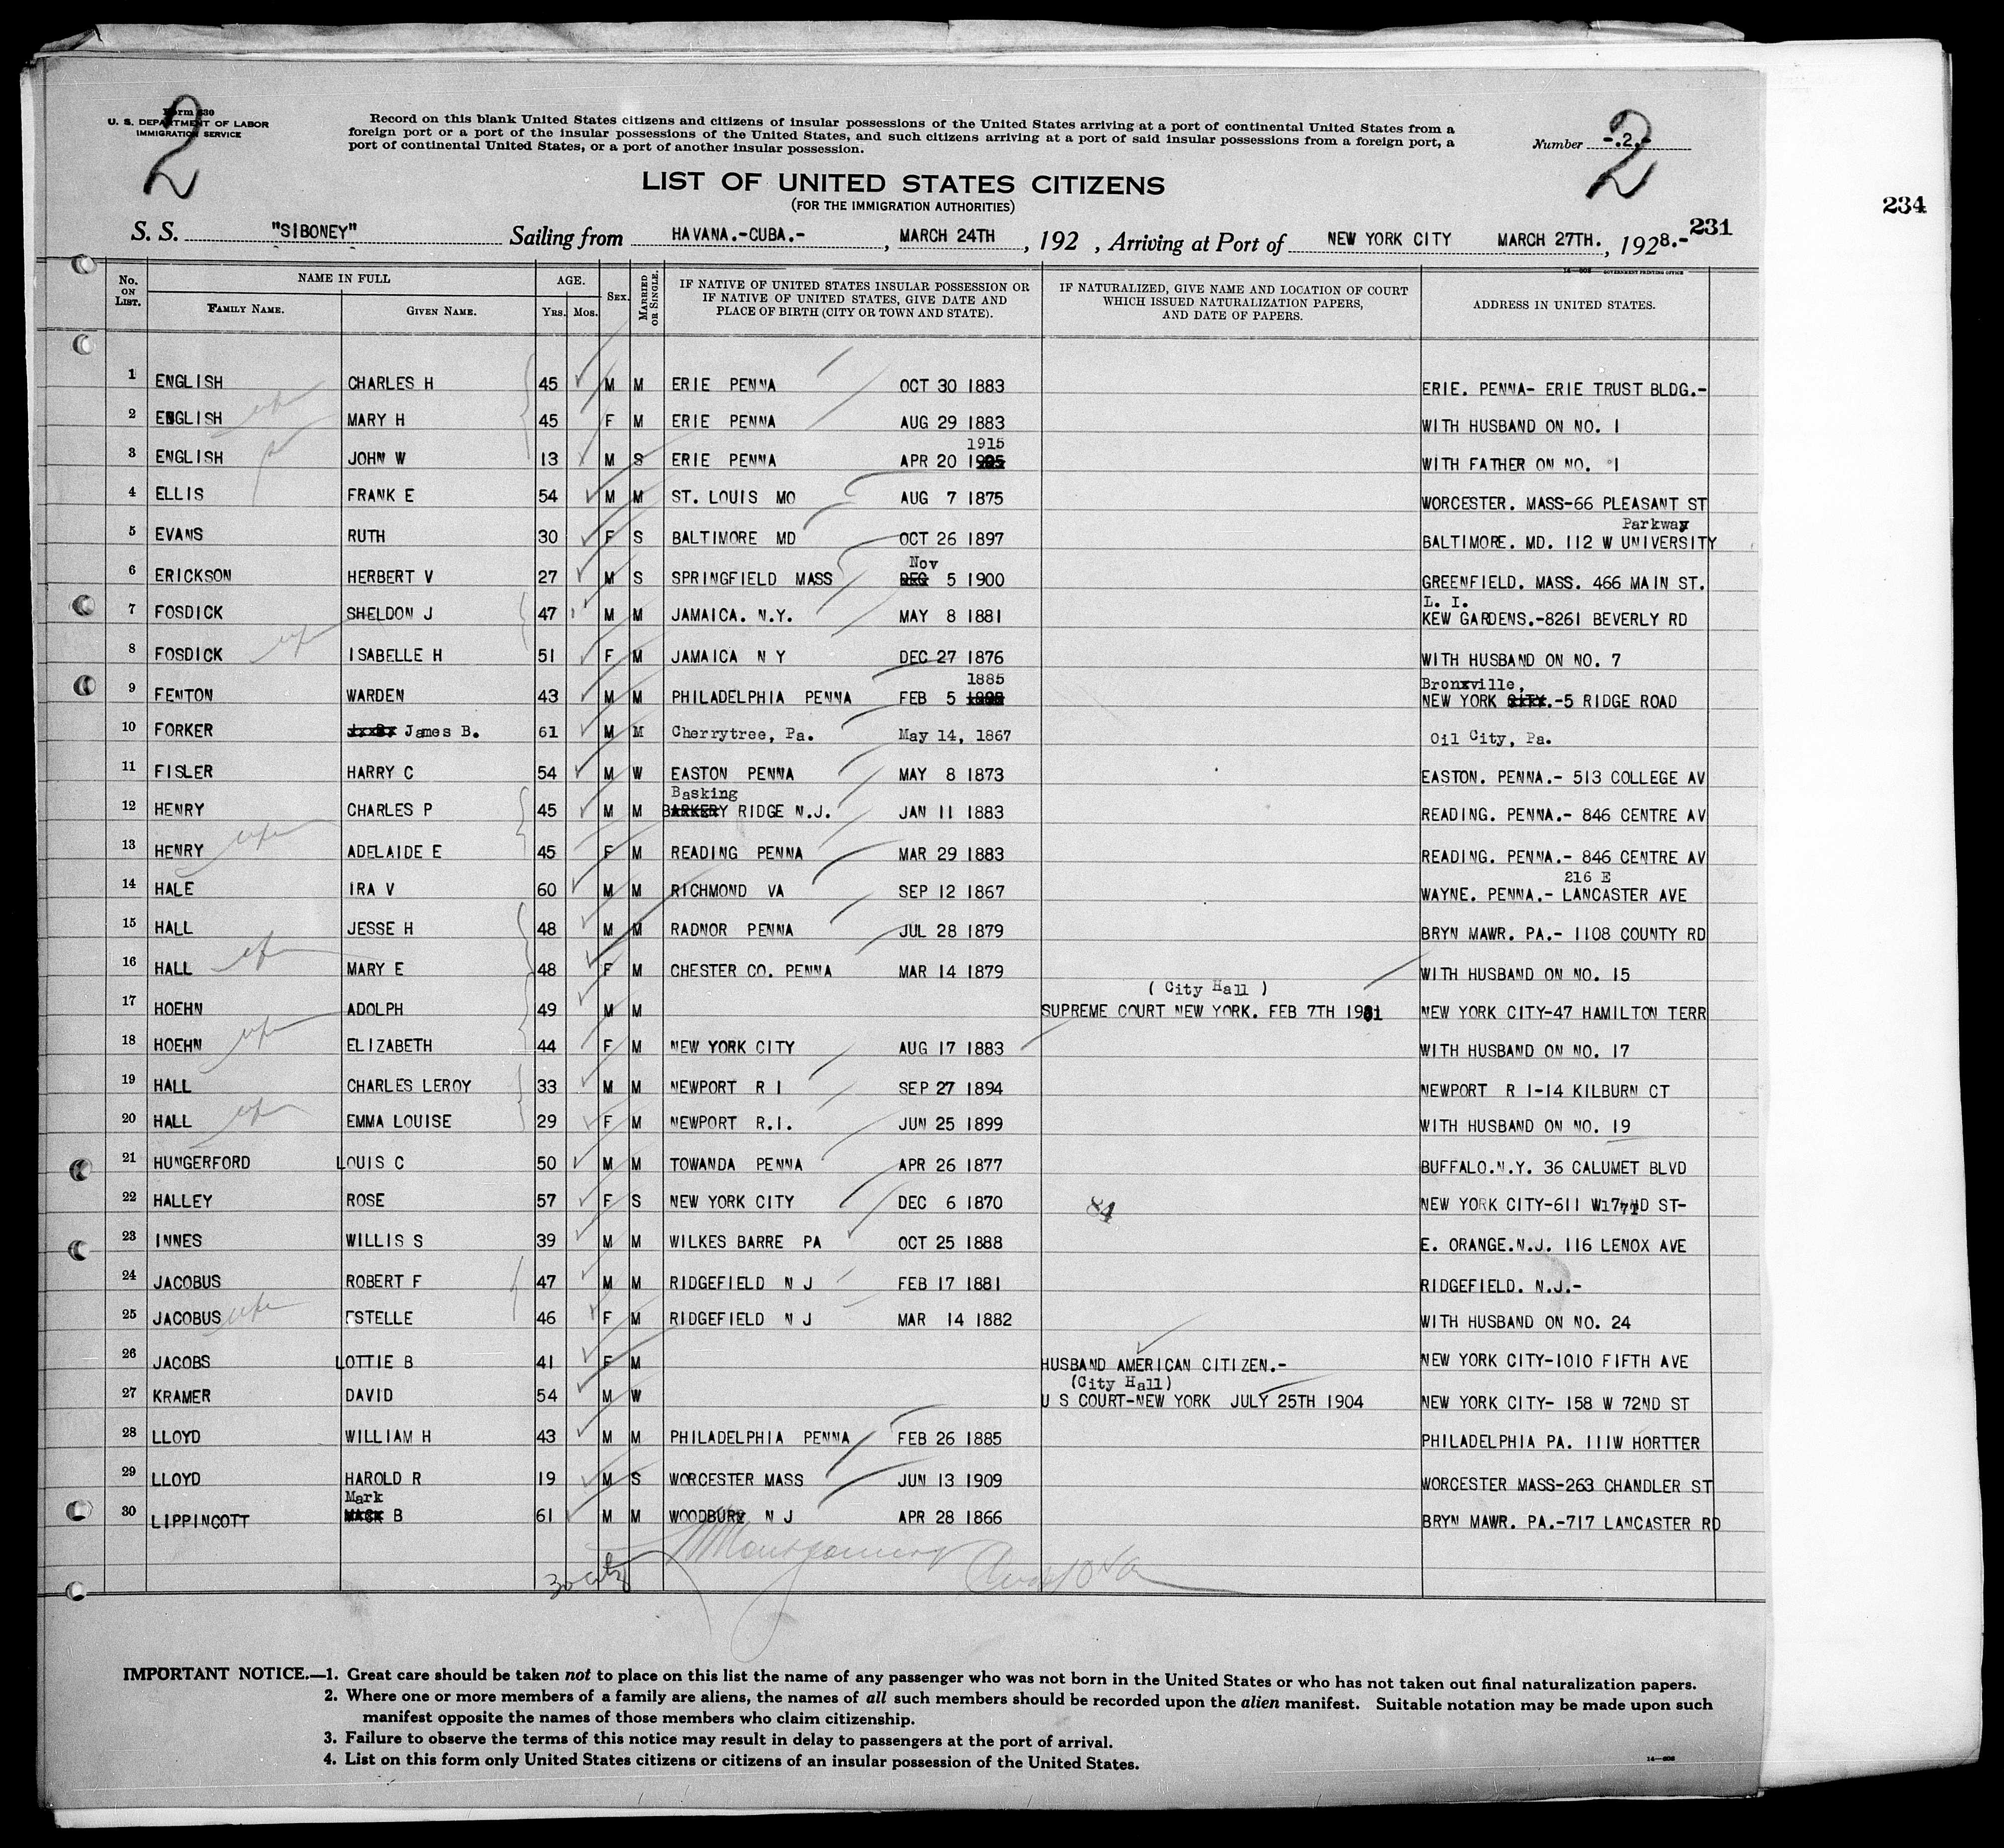 Form 630
U. S. DEPARTMENT OF LABOR
IMMIGRATION SERVICE
2
Record on this blank United States citizens and citizens of insular possessions of the United States arriving at a port of continental United States from a
foreign port or a port of the insular possessions of the United States, and such citizens arriving at a port of said insular possessions from a foreign port, a
port of continental United States, or a port of another insular possession.
Number -.2.-
2
LIST OF UNITED STATES CITIZENS
(FOR THE IMMIGRATION AUTHORITIES)
234
231
S. S. "SIBONEY" Sailing from HAVANA.-CUBA.- , MARCH 24TH , 192 , Arriving at Port of NEW YORK CITY MARCH 27TH. , 1928.-
14—808 GOVERNMENT PRINTING OFFICE
No. ON LIST. NAME IN FULL FAMILY NAME. GIVEN NAME. AGE. Yrs. Mos. SEX. MARRIED OR SINGLE. IF NATIVE OF UNITED STATES INSULAR POSSESSION OR IF NATIVE OF UNITED STATES, GIVE DATE AND PLACE OF BIRTH (CITY OR TOWN AND STATE). IF NATURALIZED, GIVE NAME AND LOCATION OF COURT WHICH ISSUED NATURALIZATION PAPERS, AND DATE OF PAPERS. ADDRESS IN UNITED STATES.
1 ENGLISH CHARLES H 45 M M ERIE PENNA OCT 30 1883 ERIE. PENNA- ERIE TRUST BLDG.-
2 ENGLISH MARY H 45 F M ERIE PENNA AUG 29 1883 WITH HUSBAND ON NO. 1
1915
3 ENGLISH JOHN W 13 M S ERIE PENNA APR 20 1905 WITH FATHER ON NO. 1
4 ELLIS FRANK E 54 M M ST. LOUIS MO AUG 7 1875 WORCESTER. MASS-66 PLEASANT ST
Parkway
5 EVANS RUTH 30 F S BALTIMORE MD OCT 26 1897 BALTIMORE. MD. 112 W UNIVERSITY
Nov
6 ERICKSON HERBERT V 27 M S SPRINGFIELD MASS DEC 5 1900 GREENFIELD. MASS. 466 MAIN ST.
L. I.
7 FOSDICK SHELDON J 47 M M JAMAICA. N.Y. MAY 8 1881 KEW GARDENS.-8261 BEVERLY RD
8 FOSDICK ISABELLE H 51 F M JAMAICA N Y DEC 27 1876 WITH HUSBAND ON NO. 7
1885 Bronxville,
9 FENTON WARDEN 43 M M PHILADELPHIA PENNA FEB 5 NEW YORK CITY.-5 RIDGE ROAD
10 FORKER James B. 61 M M Cherrytree, Pa. May 14, 1867 Oil City, Pa.
11 FISLER HARRY C 54 M W EASTON PENNA MAY 8 1873 EASTON. PENNA.- 513 COLLEGE AV
Basking
12 HENRY CHARLES P 45 M M BARKERY RIDGE N.J. JAN 11 1883 READING. PENNA.- 846 CENTRE AV
13 HENRY ADELAIDE E 45 F M READING PENNA MAR 29 1883 READING. PENNA.- 846 CENTRE AV
216 E
14 HALE IRA V 60 M M RICHMOND VA SEP 12 1867 WAYNE. PENNA.- LANCASTER AVE
15 HALL JESSE H 48 M M RADNOR PENNA JUL 28 1879 BRYN MAWR. PA.- 1108 COUNTY RD
16 HALL MARY E 48 F M CHESTER CO. PENNA MAR 14 1879 WITH HUSBAND ON NO. 15
( City Hall )
17 HOEHN ADOLPH 49 M M SUPREME COURT NEW YORK. FEB 7TH NEW YORK CITY-47 HAMILTON TERR
18 HOEHN ELIZABETH 44 F M NEW YORK CITY AUG 17 1883 WITH HUSBAND ON NO. 17
19 HALL CHARLES LEROY 33 M M NEWPORT R I SEP 27 1894 NEWPORT R I-14 KILBURN CT
20 HALL EMMA LOUISE 29 F M NEWPORT R.I. JUN 25 1899 WITH HUSBAND ON NO. 19
21 HUNGERFORD LOUIS C 50 M M TOWANDA PENNA APR 26 1877 BUFFALO.N.Y. 36 CALUMET BLVD
22 HALLEY ROSE 57 F S NEW YORK CITY DEC 6 1870 84 NEW YORK CITY-611 ST-
23 INNES WILLIS S 39 M M WILKES BARRE PA OCT 25 1888 E. ORANGE.N.J. 116 LENOX AVE
24 JACOBUS ROBERT F 47 M M RIDGEFIELD N J FEB 17 1881 RIDGEFIELD. N.J.-
25 JACOBUS ESTELLE 46 F M RIDGEFIELD N J MAR 14 1882 WITH HUSBAND ON NO. 24
26 JACOBS LOTTIE B 41 F M HUSBAND AMERICAN CITIZEN.- NEW YORK CITY-1010 FIFTH AVE
(City Hall)
27 KRAMER DAVID 54 M W U S COURT-NEW YORK JULY 25TH 1904 NEW YORK CITY- 158 W 72ND ST
28 LLOYD WILLIAM H 43 M M PHILADELPHIA PENNA FEB 26 1885 PHILADELPHIA PA. 111W HORTTER
29 LLOYD HAROLD R 19 M S WORCESTER MASS JUN 13 1909 WORCESTER MASS-263 CHANDLER ST
Mark
30 LIPPINCOTT MACK B 61 M M WOODBURY N J APR 28 1866 BRYN MAWR. PA.-717 LANCASTER RD
Montgomery
IMPORTANT NOTICE.—1. Great care should be taken not to place on this list the name of any passenger who was not born in the United States or who has not taken out final naturalization papers.
2. Where one or more members of a family are aliens, the names of all such members should be recorded upon the alien manifest. Suitable notation may be made upon such
manifest opposite the names of those members who claim citizenship.
3. Failure to observe the terms of this notice may result in delay to passengers at the port of arrival.
4. List on this form only United States citizens or citizens of an insular possession of the United States.
14—808